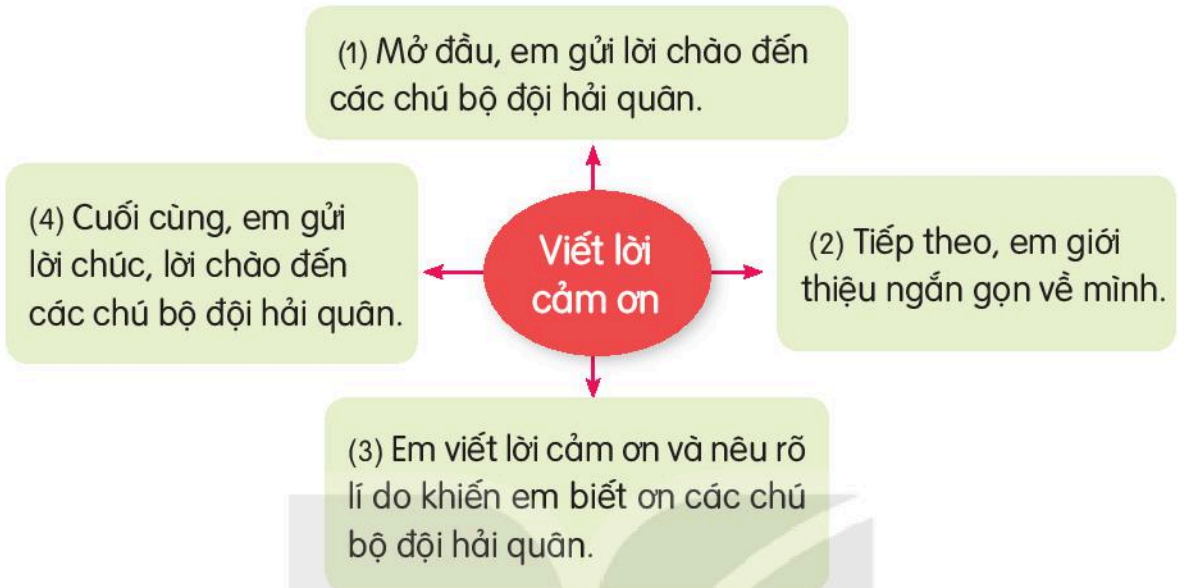 (1) Mở đầu, em gửi lời chào đến
các chú bộ đội hải quân.
(4) Cuối cùng, em gửi
lời chúc, lời chào đến
các chú bộ đội hải quân.
Viết lời
cảm ơn
(2) Tiếp theo, em giới
thiệu ngắn gọn về mình.
(3) Em viết lời cảm ơn và nêu rõ
lí do khiến em biết ơn các chú
bộ đội hải quân.